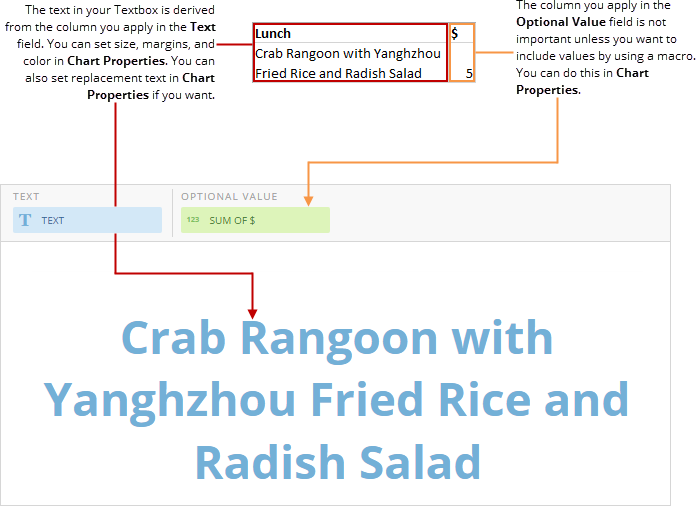 The text in your Textbox is derived
from the column you apply in the Text
field. You can set size, margins, and
color in Chart Properties. You can
also set replacement text in Chart
Properties if you want.
Lunch $
Crab Rangoon with Yanghzhou
Fried Rice and Radish Salad 5
The column you apply in the
Optional Value field is not
important unless you want to
include values by using a macro.
You can do this in Chart
Properties.
TEXT OPTIONAL VALUE
T TEXT 123 SUM OF $
Crab Rangoon with
Yanghzhou Fried Rice and
Radish Salad